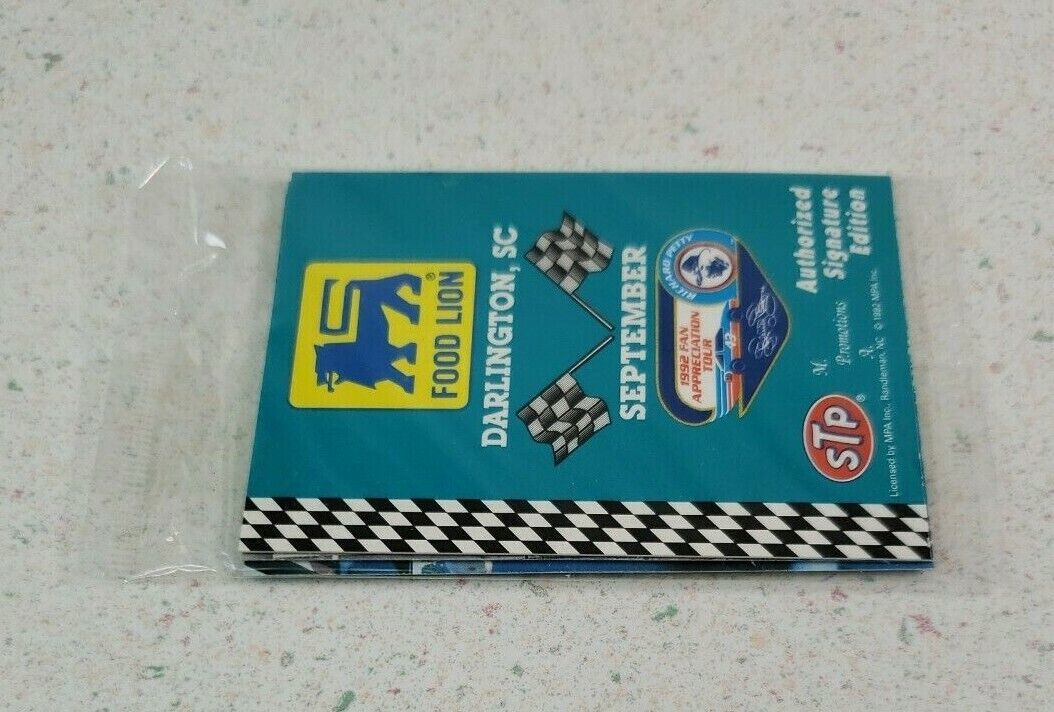 FOOD LION®
DARLINGTON, SC
SEPTEMBER
RICHARD PETTY
1992 FAN
APPRECIATION
TOUR
43
STP®
M.
Promotions
A.
Authorized
Signature
Edition
Licensed by MPA Inc., Randleman, NC © 1992 MPA Inc.